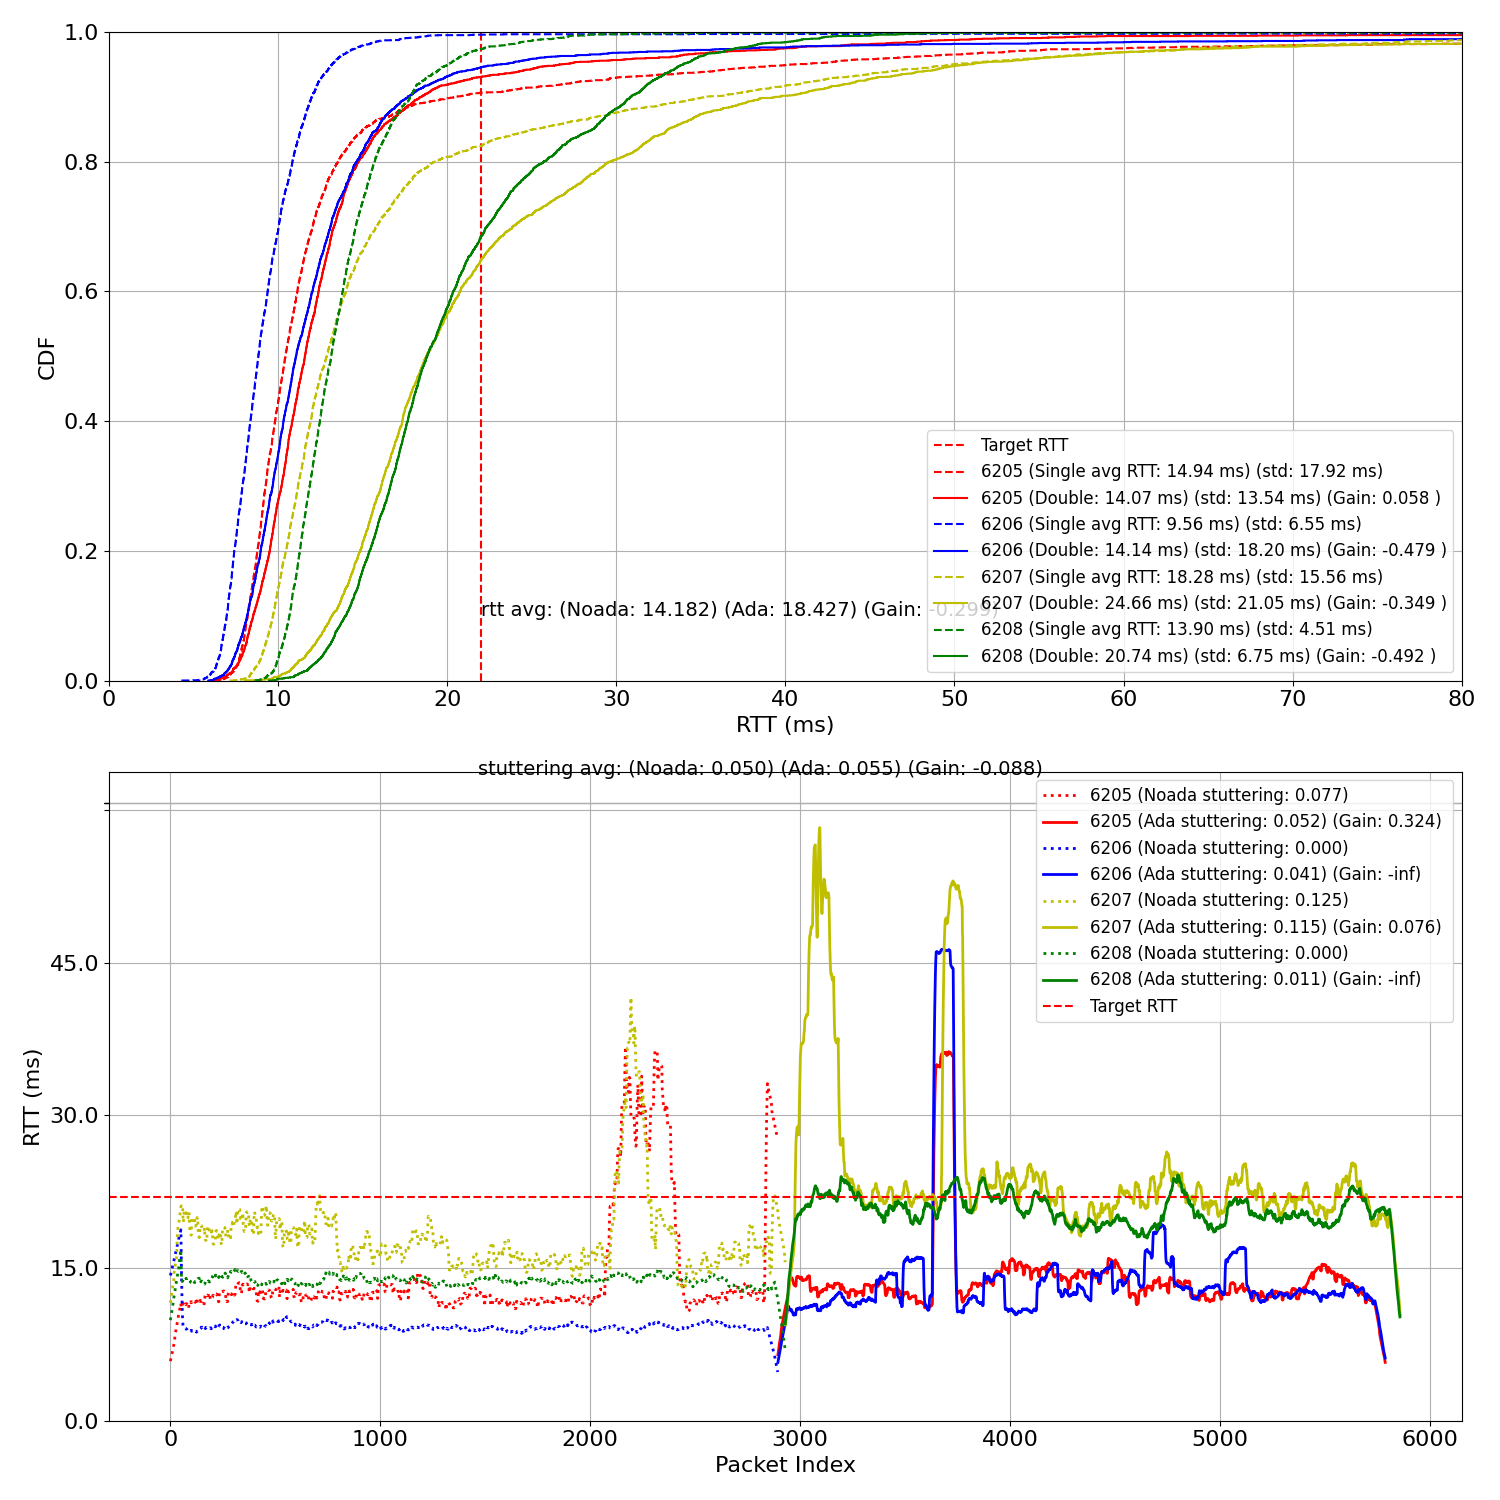 1.0
0.8
0.6
0.4
0.2
0.0
CDF
0 10 20 30 40 50 60 70 80
RTT (ms)
rtt avg: (Noada: 14.182) (Ada: 18.427) (Gain: -0.299)
Target RTT
6205 (Single avg RTT: 14.94 ms) (std: 17.92 ms)
6205 (Double: 14.07 ms) (std: 13.54 ms) (Gain: 0.058 )
6206 (Single avg RTT: 9.56 ms) (std: 6.55 ms)
6206 (Double: 14.14 ms) (std: 18.20 ms) (Gain: -0.479 )
6207 (Single avg RTT: 18.28 ms) (std: 15.56 ms)
6207 (Double: 24.66 ms) (std: 21.05 ms) (Gain: -0.349 )
6208 (Single avg RTT: 13.90 ms) (std: 4.51 ms)
6208 (Double: 20.74 ms) (std: 6.75 ms) (Gain: -0.492 )
stuttering avg: (Noada: 0.050) (Ada: 0.055) (Gain: -0.088)
6205 (Noada stuttering: 0.077)
6205 (Ada stuttering: 0.052) (Gain: 0.324)
6206 (Noada stuttering: 0.000)
6206 (Ada stuttering: 0.041) (Gain: -inf)
6207 (Noada stuttering: 0.125)
6207 (Ada stuttering: 0.115) (Gain: 0.076)
6208 (Noada stuttering: 0.000)
6208 (Ada stuttering: 0.011) (Gain: -inf)
Target RTT
45.0
30.0
15.0
0.0
RTT (ms)
0 1000 2000 3000 4000 5000 6000
Packet Index